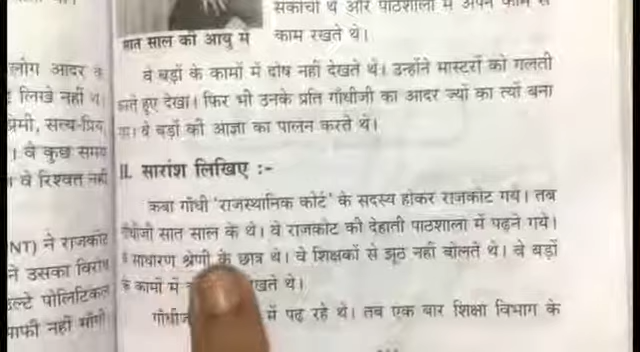 सकोची थे और पाठशाला में अपने काम से
सात साल की आयु में
काम रखते थे।
वे बड़ों के कामों में दोष नहीं देखते थे। उन्होंने मास्टरों को गलती
करते हुए देखा। फिर भी उनके प्रति गाँधीजी का आदर ज्यों का त्यों बना
रहा। वे बड़ों की आज्ञा का पालन करते थे।
II. सारांश लिखिए :-
कबा गाँधी 'राजस्थानिक कोर्ट' के सदस्य होकर राजकोट गये। तब
गाँधीजी सात साल के थे। वे राजकोट की देहाती पाठशाला में पढ़ने गये।
वे साधारण श्रेणी के छात्र थे। वे शिक्षकों से झूठ नहीं बोलते थे। वे बड़ों
के कामों में खते थे।
गाँधीज में पढ़ रहे थे। तब एक बार शिक्षा विभाग के
लोग आदर
लिखे नहीं थे।
प्रेमी, सत्य-प्रिय,
। वे कुछ समय
वे रिश्वत नहीं
NT) ने राजकोट
ने उसका विरोध
उल्टे पोलिटिकल
माफी नहीं माँगी।